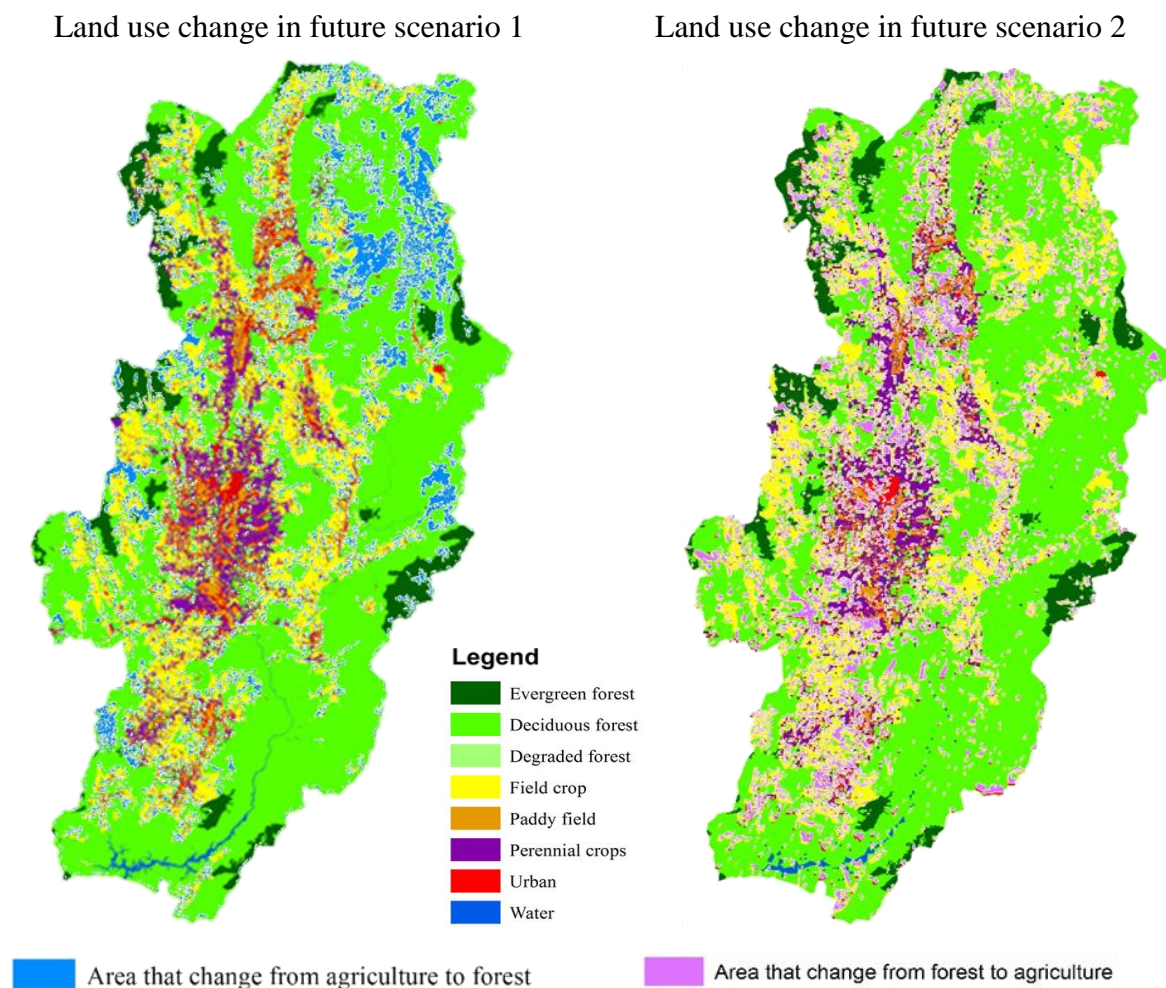 Land use change in future scenario 1
Land use change in future scenario 2
Legend
Evergreen forest
Deciduous forest
Degraded forest
Field crop
Paddy field
Perennial crops
Urban
Water
Area that change from agriculture to forest
Area that change from forest to agriculture